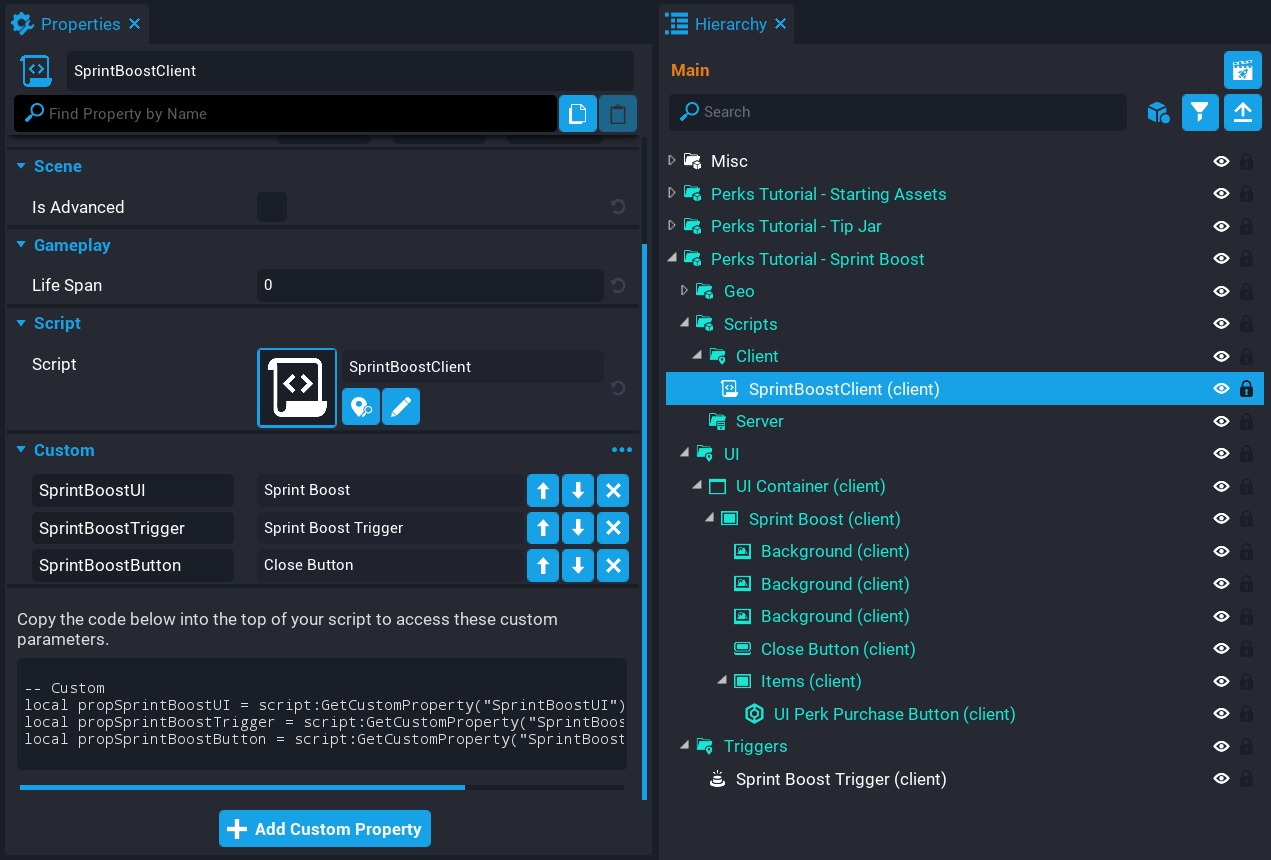 Properties
SprintBoostClient
Find Property by Name
Scene
Is Advanced
Gameplay
Life Span
0
Script
Script
SprintBoostClient
Custom
SprintBoostUI
Sprint Boost
SprintBoostTrigger
Sprint Boost Trigger
SprintBoostButton
Close Button
Copy the code below into the top of your script to access these custom
parameters.
-- Custom
local propSprintBoostUI = script:GetCustomProperty("SprintBoostUI")
local propSprintBoostTrigger = script:GetCustomProperty("SprintBoos
local propSprintBoostButton = script:GetCustomProperty("SprintBoost
Add Custom Property
Hierarchy
Main
Search
Misc
Perks Tutorial - Starting Assets
Perks Tutorial - Tip Jar
Perks Tutorial - Sprint Boost
Geo
Scripts
Client
SprintBoostClient (client)
Server
UI
UI Container (client)
Sprint Boost (client)
Background (client)
Background (client)
Background (client)
Close Button (client)
Items (client)
UI Perk Purchase Button (client)
Triggers
Sprint Boost Trigger (client)